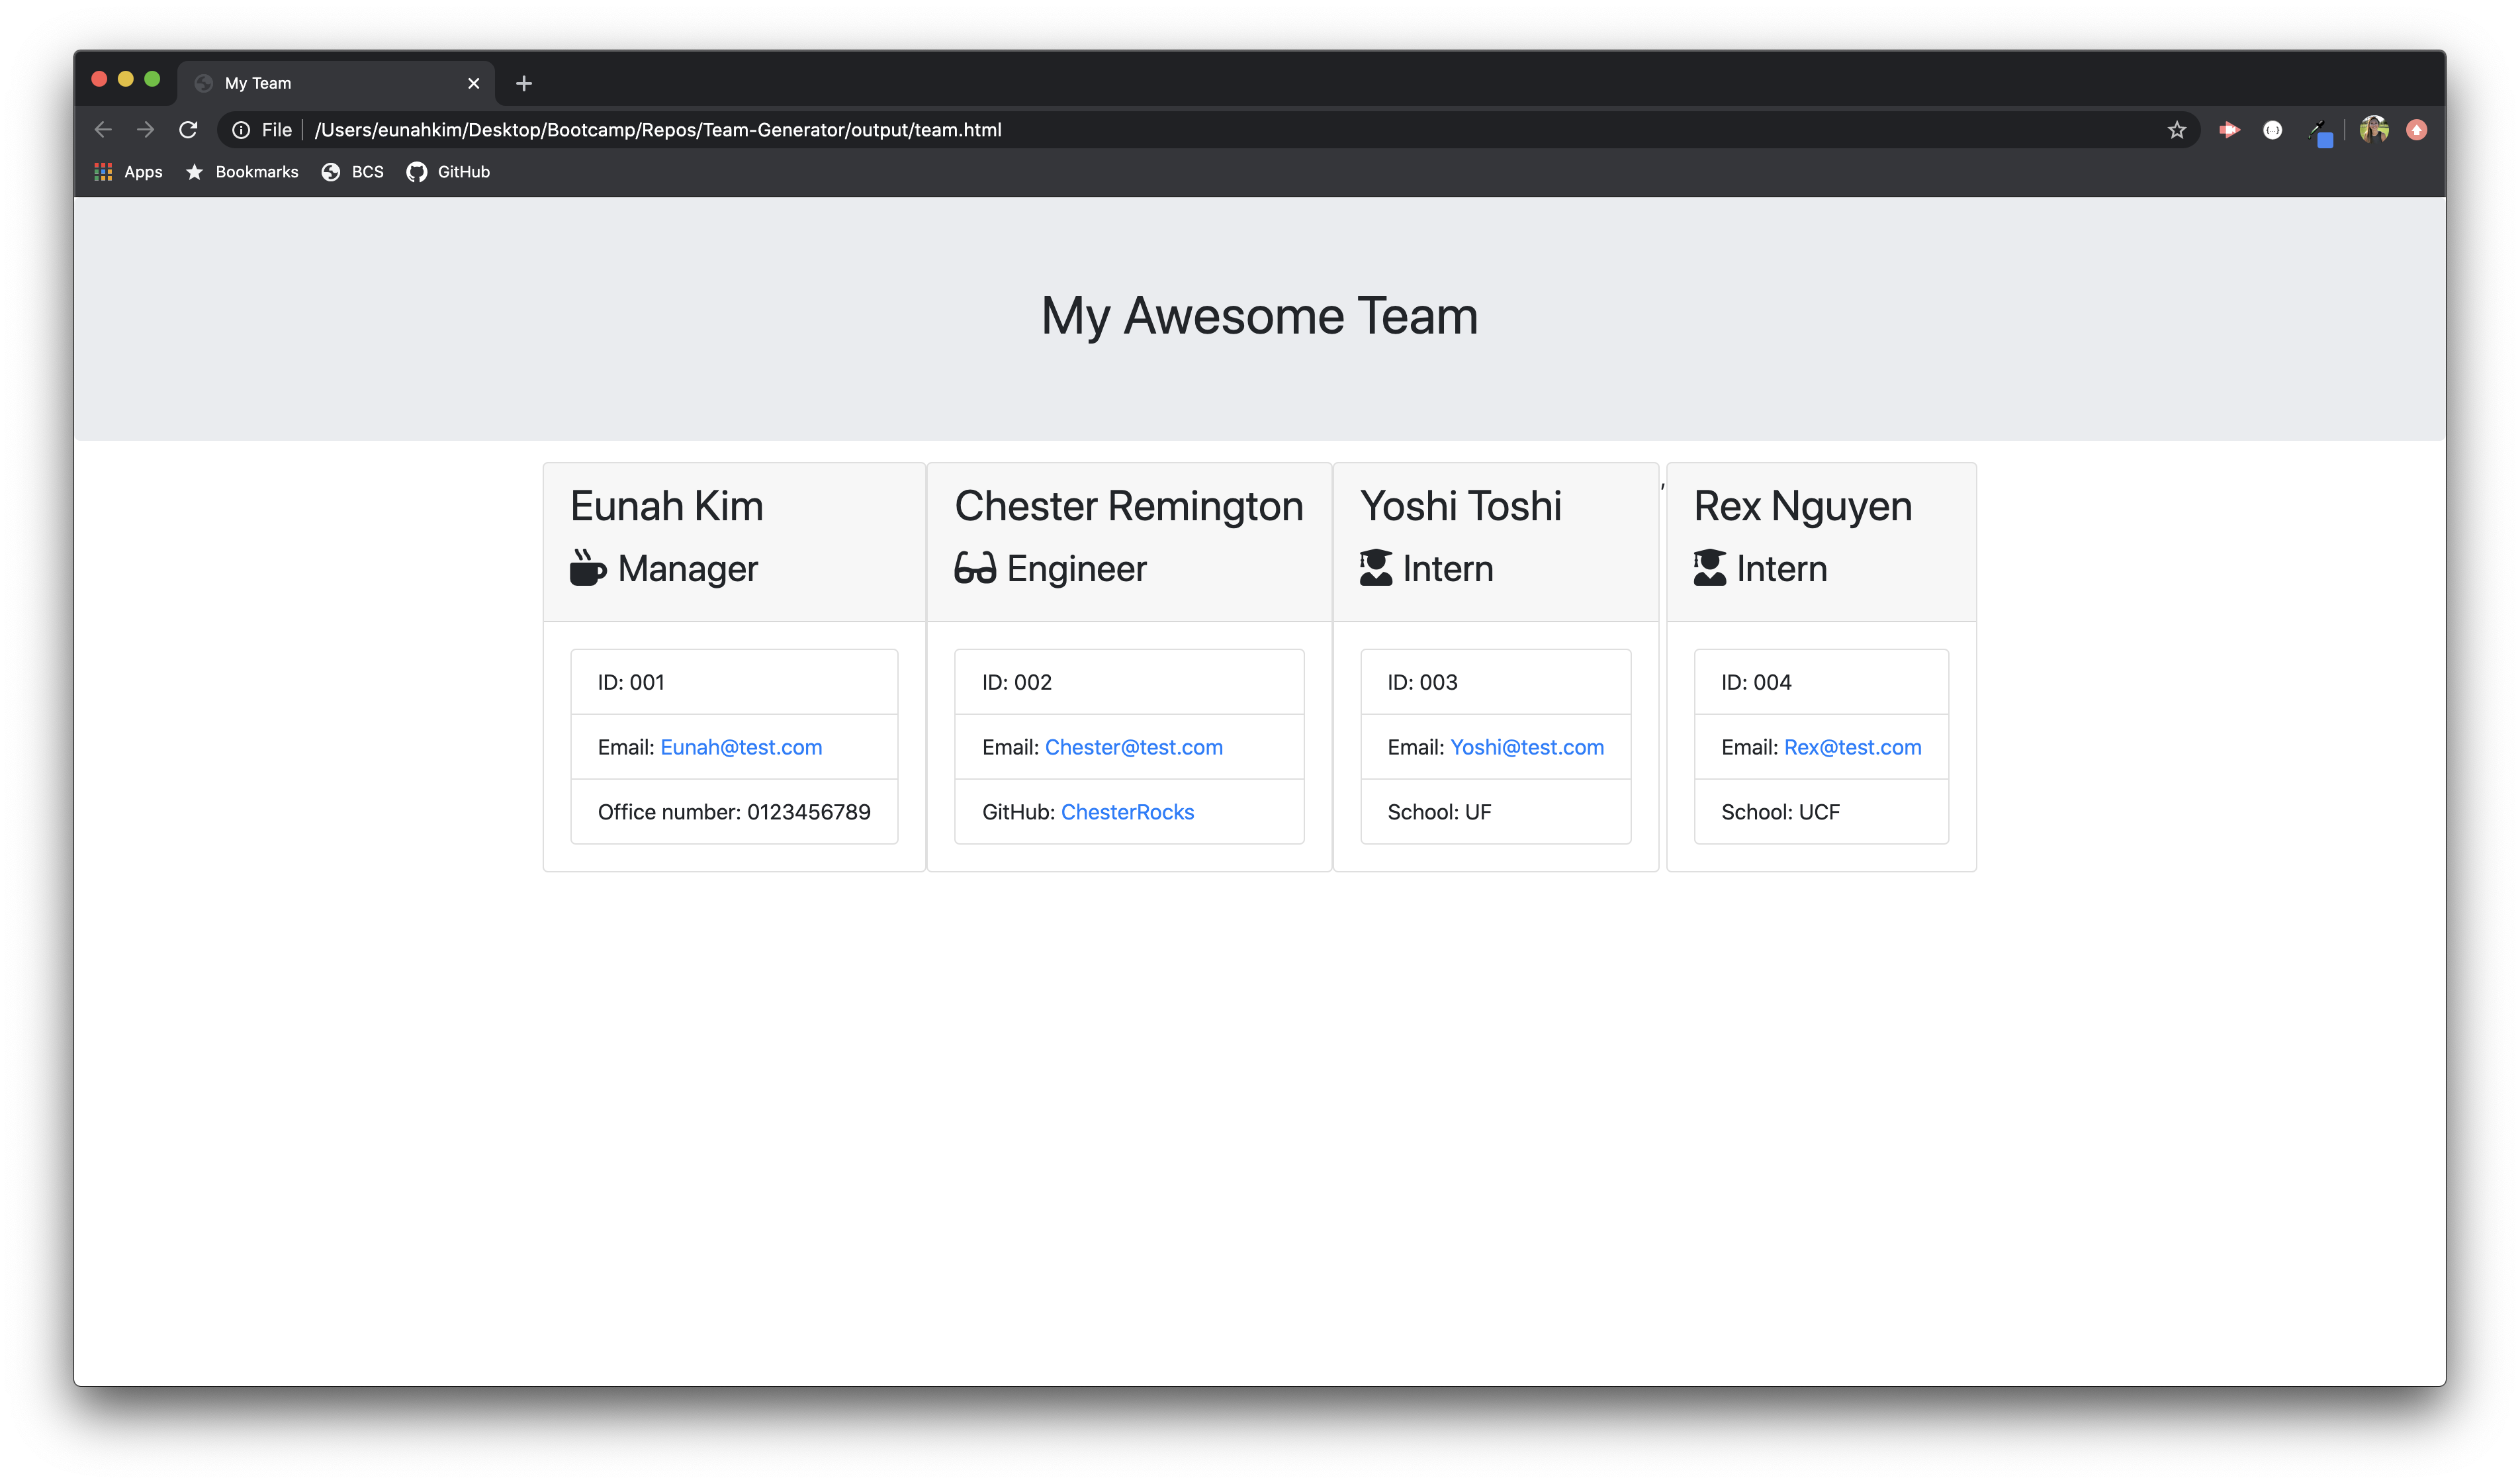 My Team
File /Users/eunahkim/Desktop/Bootcamp/Repos/Team-Generator/output/team.html
Apps Bookmarks BCS GitHub
My Awesome Team
Eunah Kim
Manager
ID: 001
Email: Eunah@test.com
Office number: 0123456789
Chester Remington
Engineer
ID: 002
Email: Chester@test.com
GitHub: ChesterRocks
Yoshi Toshi
Intern
ID: 003
Email: Yoshi@test.com
School: UF
,
Rex Nguyen
Intern
ID: 004
Email: Rex@test.com
School: UCF